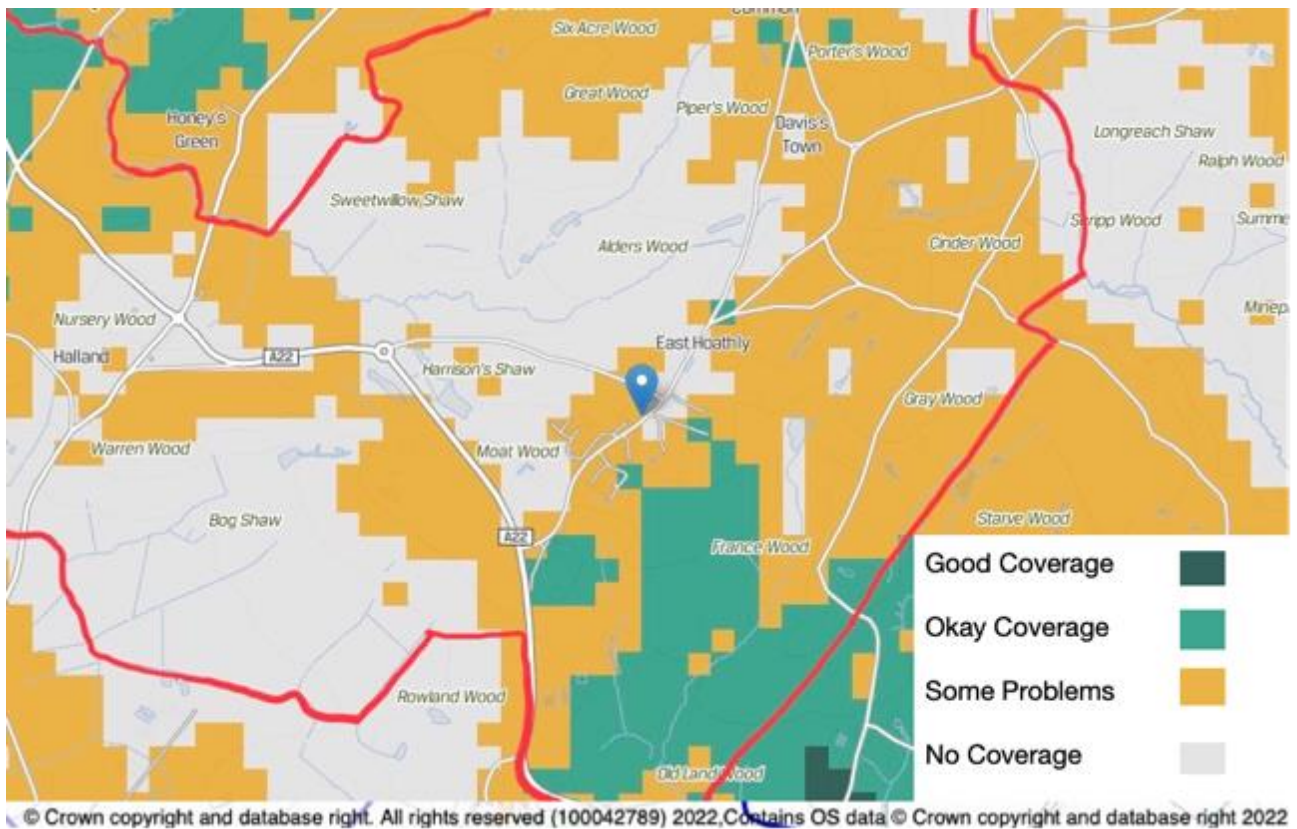 Common
Six Acre Wood
Porter's Wood
Great Wood
Piper's Wood
Honey's
Green
Davis's
Town
Longreach Shaw
Ralph Wood
Sweetwillow Shaw
Scripp Wood
Summe
Alders Wood
Cinder Wood
Minep
Nursery Wood
East Hoathly
Halland
A22
Harrison's Shaw
Gray Wood
Warren Wood
Moat Wood
Bog Shaw
Starve Wood
A22
France Wood
Good Coverage
Okay Coverage
Some Problems
Rowland Wood
No Coverage
Old Land Wood
© Crown copyright and database right. All rights reserved (100042789) 2022,Contains OS data © Crown copyright and database right 2022